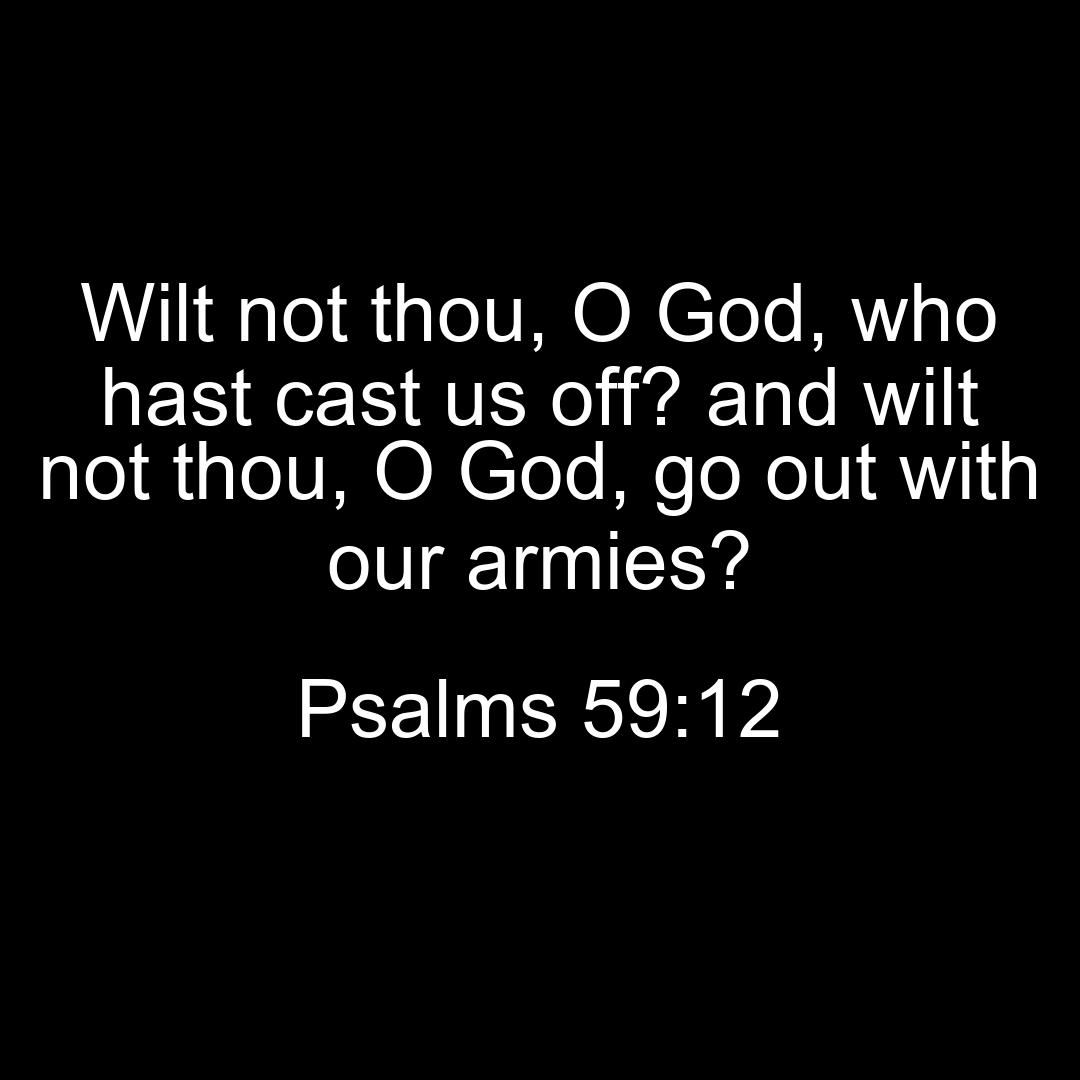 Wilt not thou, O God, who
hast cast us off? and wilt
not thou, O God, go out with
our armies?
Psalms 59:12